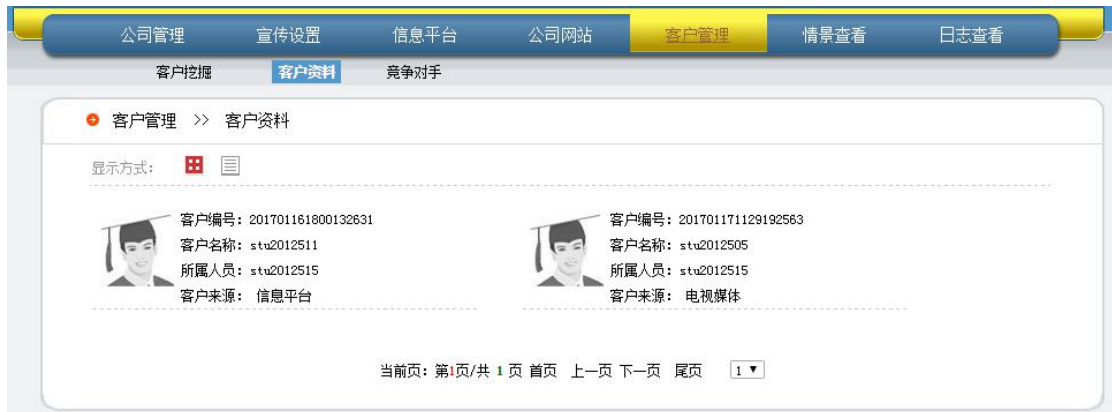 公司管理 宣传设置 信息平台 公司网站 客户管理 情景查看 日志查看
客户挖掘 客户资料 竞争对手
客户管理 >> 客户资料
显示方式:
客户编号: 201701161800132631 客户编号: 201701171129192563
客户名称: stu2012511 客户名称: stu2012505
所属人员: stu2012515 所属人员: stu2012515
客户来源: 信息平台 客户来源: 电视媒体
当前页: 第1页/共 1 页 首页 上一页 下一页 尾页 1